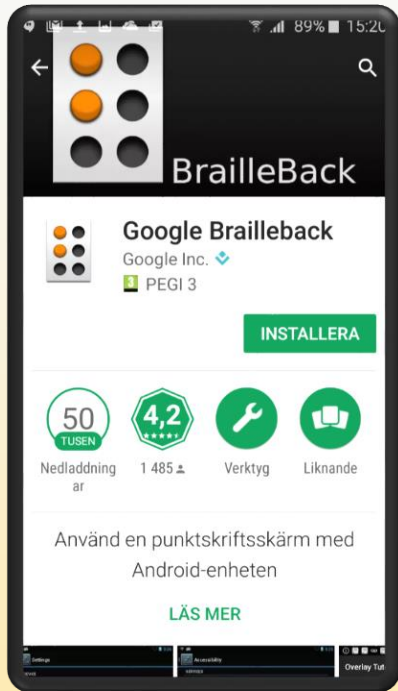 89% 15:20
BrailleBack
Google Brailleback
Google Inc.
3 PEGI 3
INSTALLERA
50
TUSEN
4,2
Nedladdning
ar
1 485
Verktyg
Liknande
Använd en punktskriftsskärm med
Android-enheten
LÄS MER
Settings
Accessibility
Overlay Tut